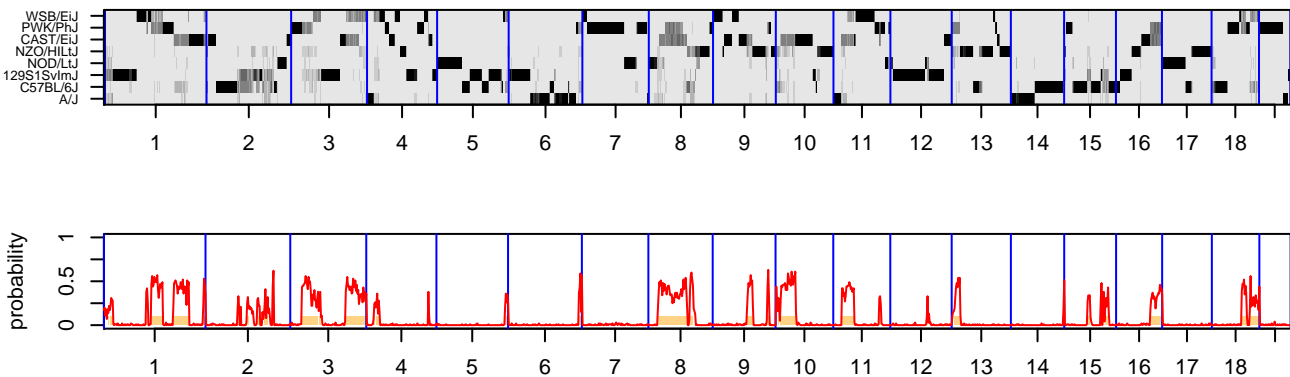 WSB/EiJ
PWK/PhJ
CAST/EiJ
NZO/HILtJ
NOD/LtJ
129S1SvImJ
C57BL/6J
A/J
1 2 3 4 5 6 7 8 9 10 11 12 13 14 15 16 17 18
probability
1
0.5
0
1 2 3 4 5 6 7 8 9 10 11 12 13 14 15 16 17 18